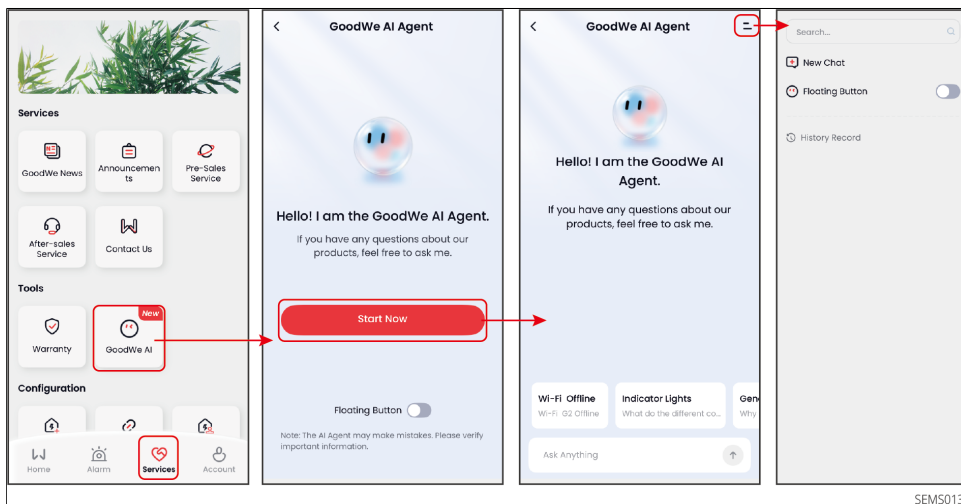 Services
GoodWe News
Announcemen
ts
Pre-Sales
Service
After-sales
Service
Contact Us
Tools
Warranty
New
GoodWe AI
Configuration
Home
Alarm
Services
Account
GoodWe AI Agent
Hello! I am the GoodWe AI Agent.
If you have any questions about our
products, feel free to ask me.
Start Now
Floating Button
Note: The AI Agent may make mistakes. Please verify
important information.
GoodWe AI Agent
Hello! I am the GoodWe AI
Agent.
If you have any questions about our
products, feel free to ask me.
Wi-Fi Offline
Wi-Fi G2 Offline
Indicator Lights
What do the different co...
Gen
Why
Ask Anything
Search...
New Chat
Floating Button
History Record
SEMS013